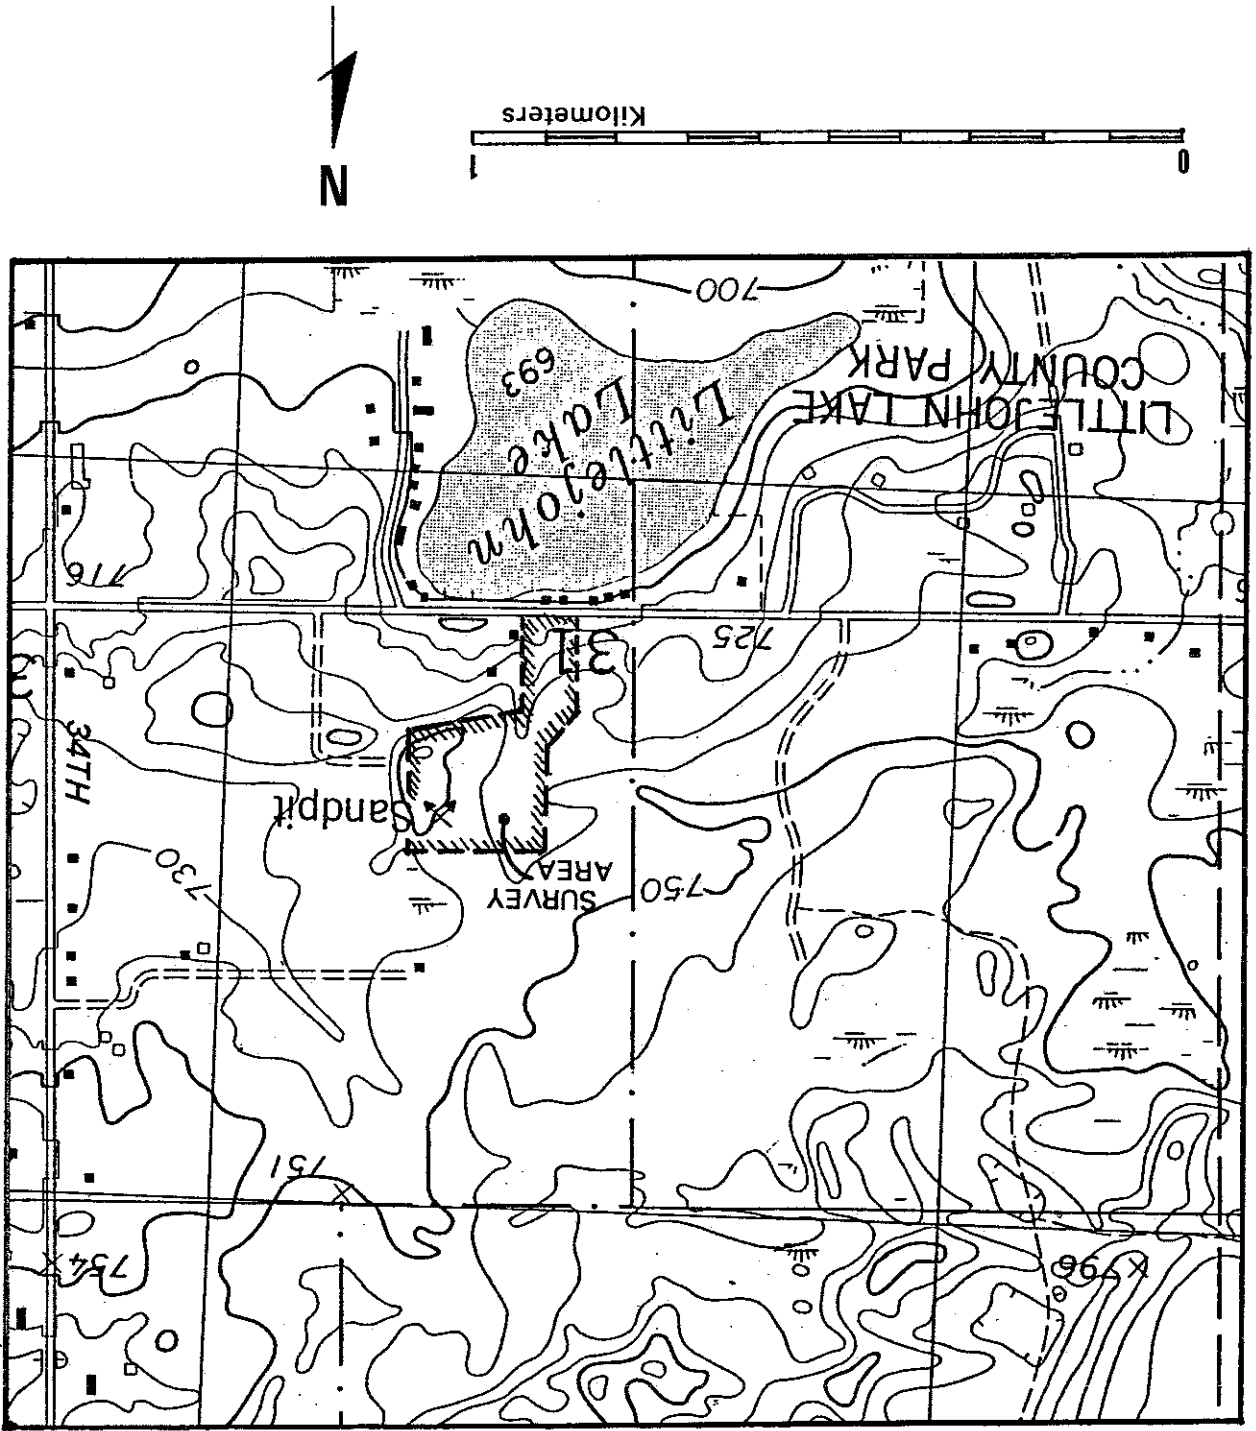 754
796
751
SURVEY
AREA
750
730
Sandpit
34TH
31
725
716
Littlejohn
Lake
693
LITTLEJOHN LAKE
COUNTY PARK
700
N
0
1
Kilometers